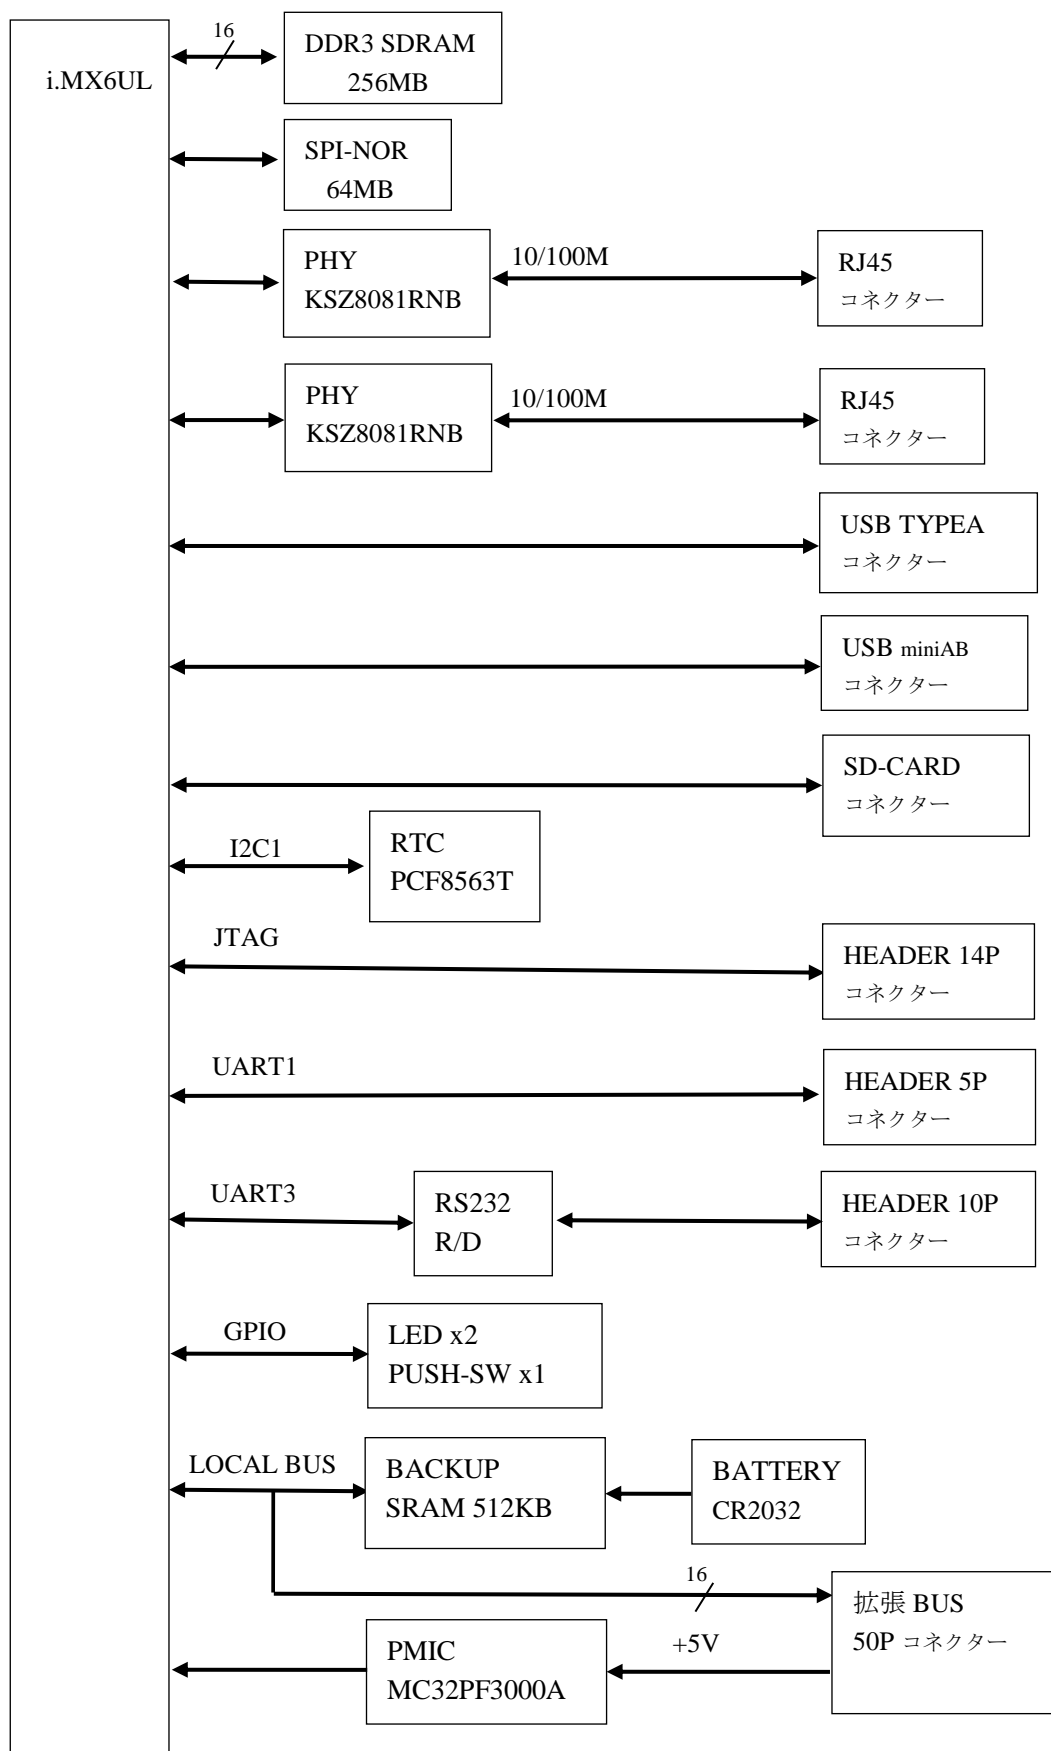 i.MX6UL
16
DDR3 SDRAM
256MB
SPI-NOR
64MB
PHY
KSZ8081RNB
10/100M
RJ45
コネクター
PHY
KSZ8081RNB
10/100M
RJ45
コネクター
USB TYPEA
コネクター
USB miniAB
コネクター
SD-CARD
コネクター
I2C1
RTC
PCF8563T
JTAG
HEADER 14P
コネクター
UART1
HEADER 5P
コネクター
UART3
RS232
R/D
HEADER 10P
コネクター
GPIO
LED x2
PUSH-SW x1
LOCAL BUS
BACKUP
SRAM 512KB
BATTERY
CR2032
16
拡張 BUS
50P コネクター
+5V
PMIC
MC32PF3000A